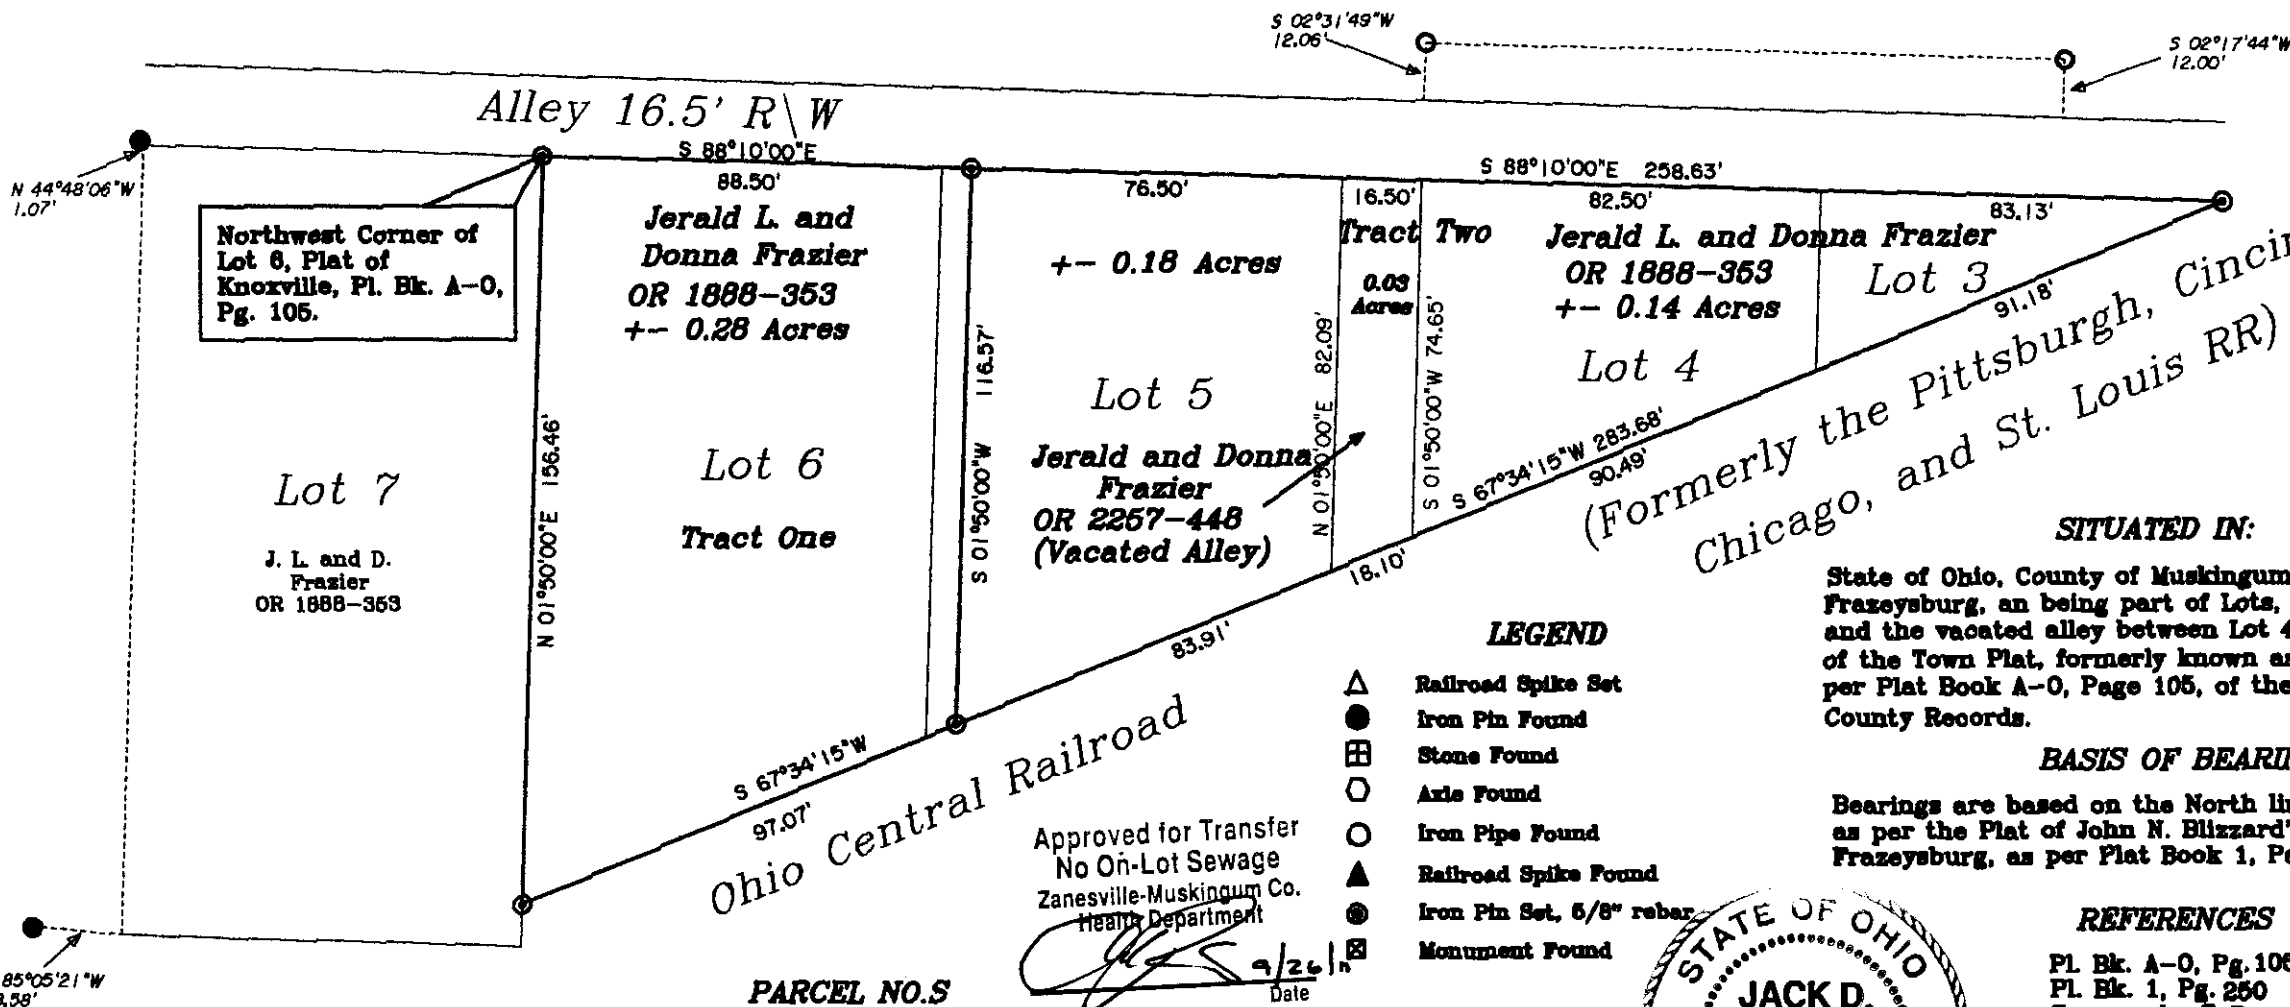 S 02°31'49"W
12.06'
S 02°17'44"W
12.00'
Alley 16.5' R\W
N 44°48'06"W
1.07'
S 88°10'00"E
88.50'
S 88°10'00"E 258.63'
76.50'
16.50'
82.50'
83.13'
Northwest Corner of
Lot 6, Plat of
Knoxville, Pl. Bk. A-0,
Pg. 105.
Jerald L. and
Donna Frazier
OR 1888-353
+- 0.28 Acres
+- 0.18 Acres
Tract Two
0.03
Acres
Jerald L. and Donna Frazier
OR 1888-353
+- 0.14 Acres
Lot 3
91.18'
Lot 4
Lot 5
N 01°50'00"E 82.09'
S 01°50'00"W 74.65'
S 01°50'00"W 116.57'
N 01°50'00"E 156.46'
Jerald and Donna
Frazier
OR 2257-448
(Vacated Alley)
Lot 6
Tract One
Lot 7
J. L. and D.
Frazier
OR 1888-353
S 67°34'15"W 283.68'
90.49'
18.10'
83.91'
S 67°34'15"W
97.07'
Ohio Central Railroad
(Formerly the Pittsburgh, Cincin
Chicago, and St. Louis RR)
85°05'21"W
.58'
LEGEND
Railroad Spike Set
Iron Pin Found
Stone Found
Axle Found
Iron Pipe Found
Railroad Spike Found
Iron Pin Set, 5/8" rebar
Monument Found
Approved for Transfer
No On-Lot Sewage
Zanesville-Muskingum Co.
Health Department
9/26/
Date
PARCEL NO.S
SITUATED IN:
State of Ohio, County of Muskingum
Frazeysburg, an being part of Lots,
and the vacated alley between Lot 4
of the Town Plat, formerly known as
per Plat Book A-0, Page 105, of the
County Records.
BASIS OF BEARI
Bearings are based on the North li
as per the Plat of John N. Blizzard'
Frazeysburg, as per Plat Book 1, P
REFERENCES
Pl. Bk. A-0, Pg. 105
Pl. Bk. 1, Pg. 250
STATE OF OHIO
JACK D.